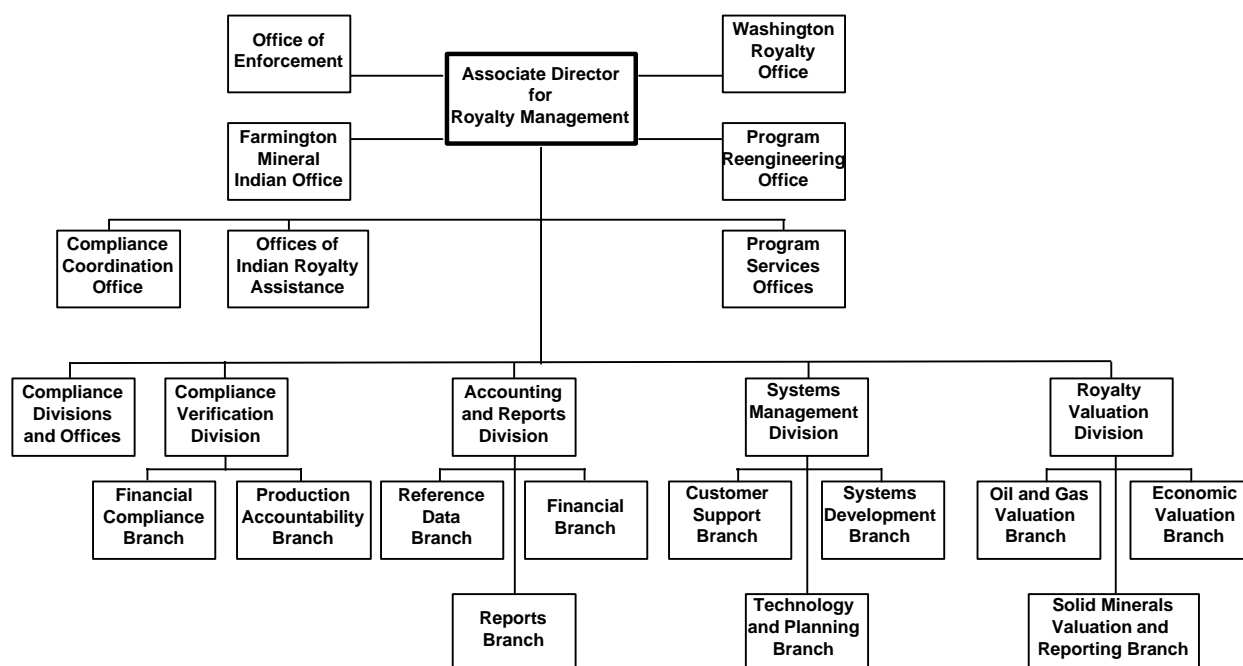 Office of
Enforcement
Associate Director
for
Royalty Management
Washington
Royalty
Office
Farmington
Mineral
Indian Office
Program
Reengineering
Office
Compliance
Coordination
Office
Offices of
Indian Royalty
Assistance
Program
Services
Offices
Compliance
Divisions
and Offices
Compliance
Verification
Division
Accounting
and Reports
Division
Systems
Management
Division
Royalty
Valuation
Division
Financial
Compliance
Branch
Production
Accountability
Branch
Reference
Data
Branch
Financial
Branch
Customer
Support
Branch
Systems
Development
Branch
Oil and Gas
Valuation
Branch
Economic
Valuation
Branch
Reports
Branch
Technology
and Planning
Branch
Solid Minerals
Valuation and
Reporting Branch